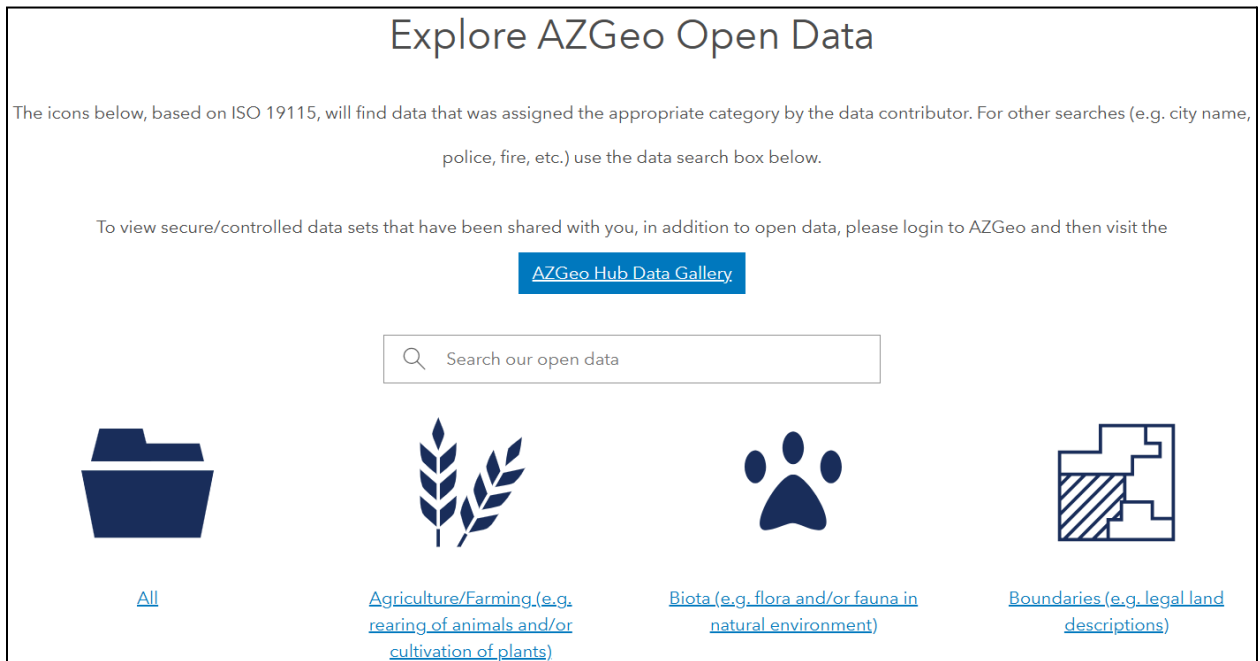 Explore AZGeo Open Data
The icons below, based on ISO 19115, will find data that was assigned the appropriate category by the data contributor. For other searches (e.g. city name,
police, fire, etc.) use the data search box below.
To view secure/controlled data sets that have been shared with you, in addition to open data, please login to AZGeo and then visit the
AZGeo Hub Data Gallery
Search our open data
All
Agriculture/Farming (e.g.
rearing of animals and/or
cultivation of plants)
Biota (e.g. flora and/or fauna in
natural environment)
Boundaries (e.g. legal land
descriptions)